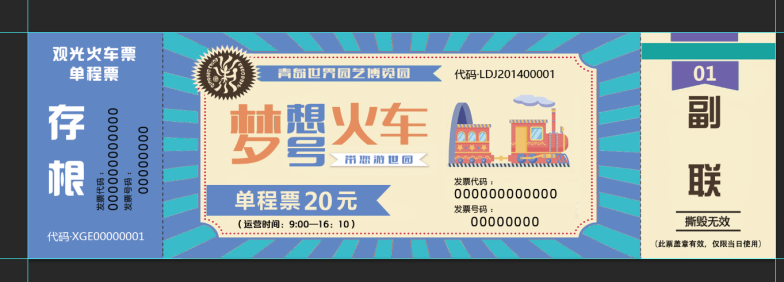 观光火车票
单程票
存根
发票代码：
000000000000
发票号码：
00000000
代码-XGE00000001
青岛世界园艺博览园
代码-LDJ201400001
梦想号火车
带您游世园
单程票20元
（运营时间：9:00—16：10）
发票代码：
000000000000
发票号码：
00000000
01
副联
撕毁无效
（此票盖章有效，仅限当日使用）